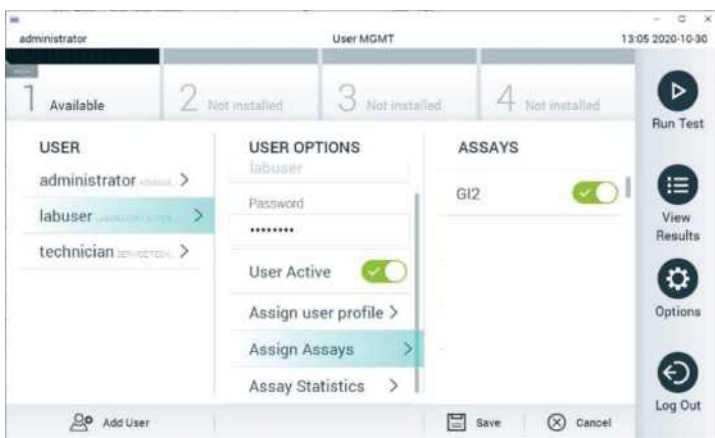 administrator
User MGMT
13:05 2020-10-30
1 Available
2 Not installed
3 Not installed
4 Not installed
Run Test
View
Results
Options
Log Out
USER
administrator
labuser
technician
USER OPTIONS
labuser
Password
••••••••
User Active
Assign user profile
Assign Assays
Assay Statistics
ASSAYS
GI2
Add User
Save
Cancel